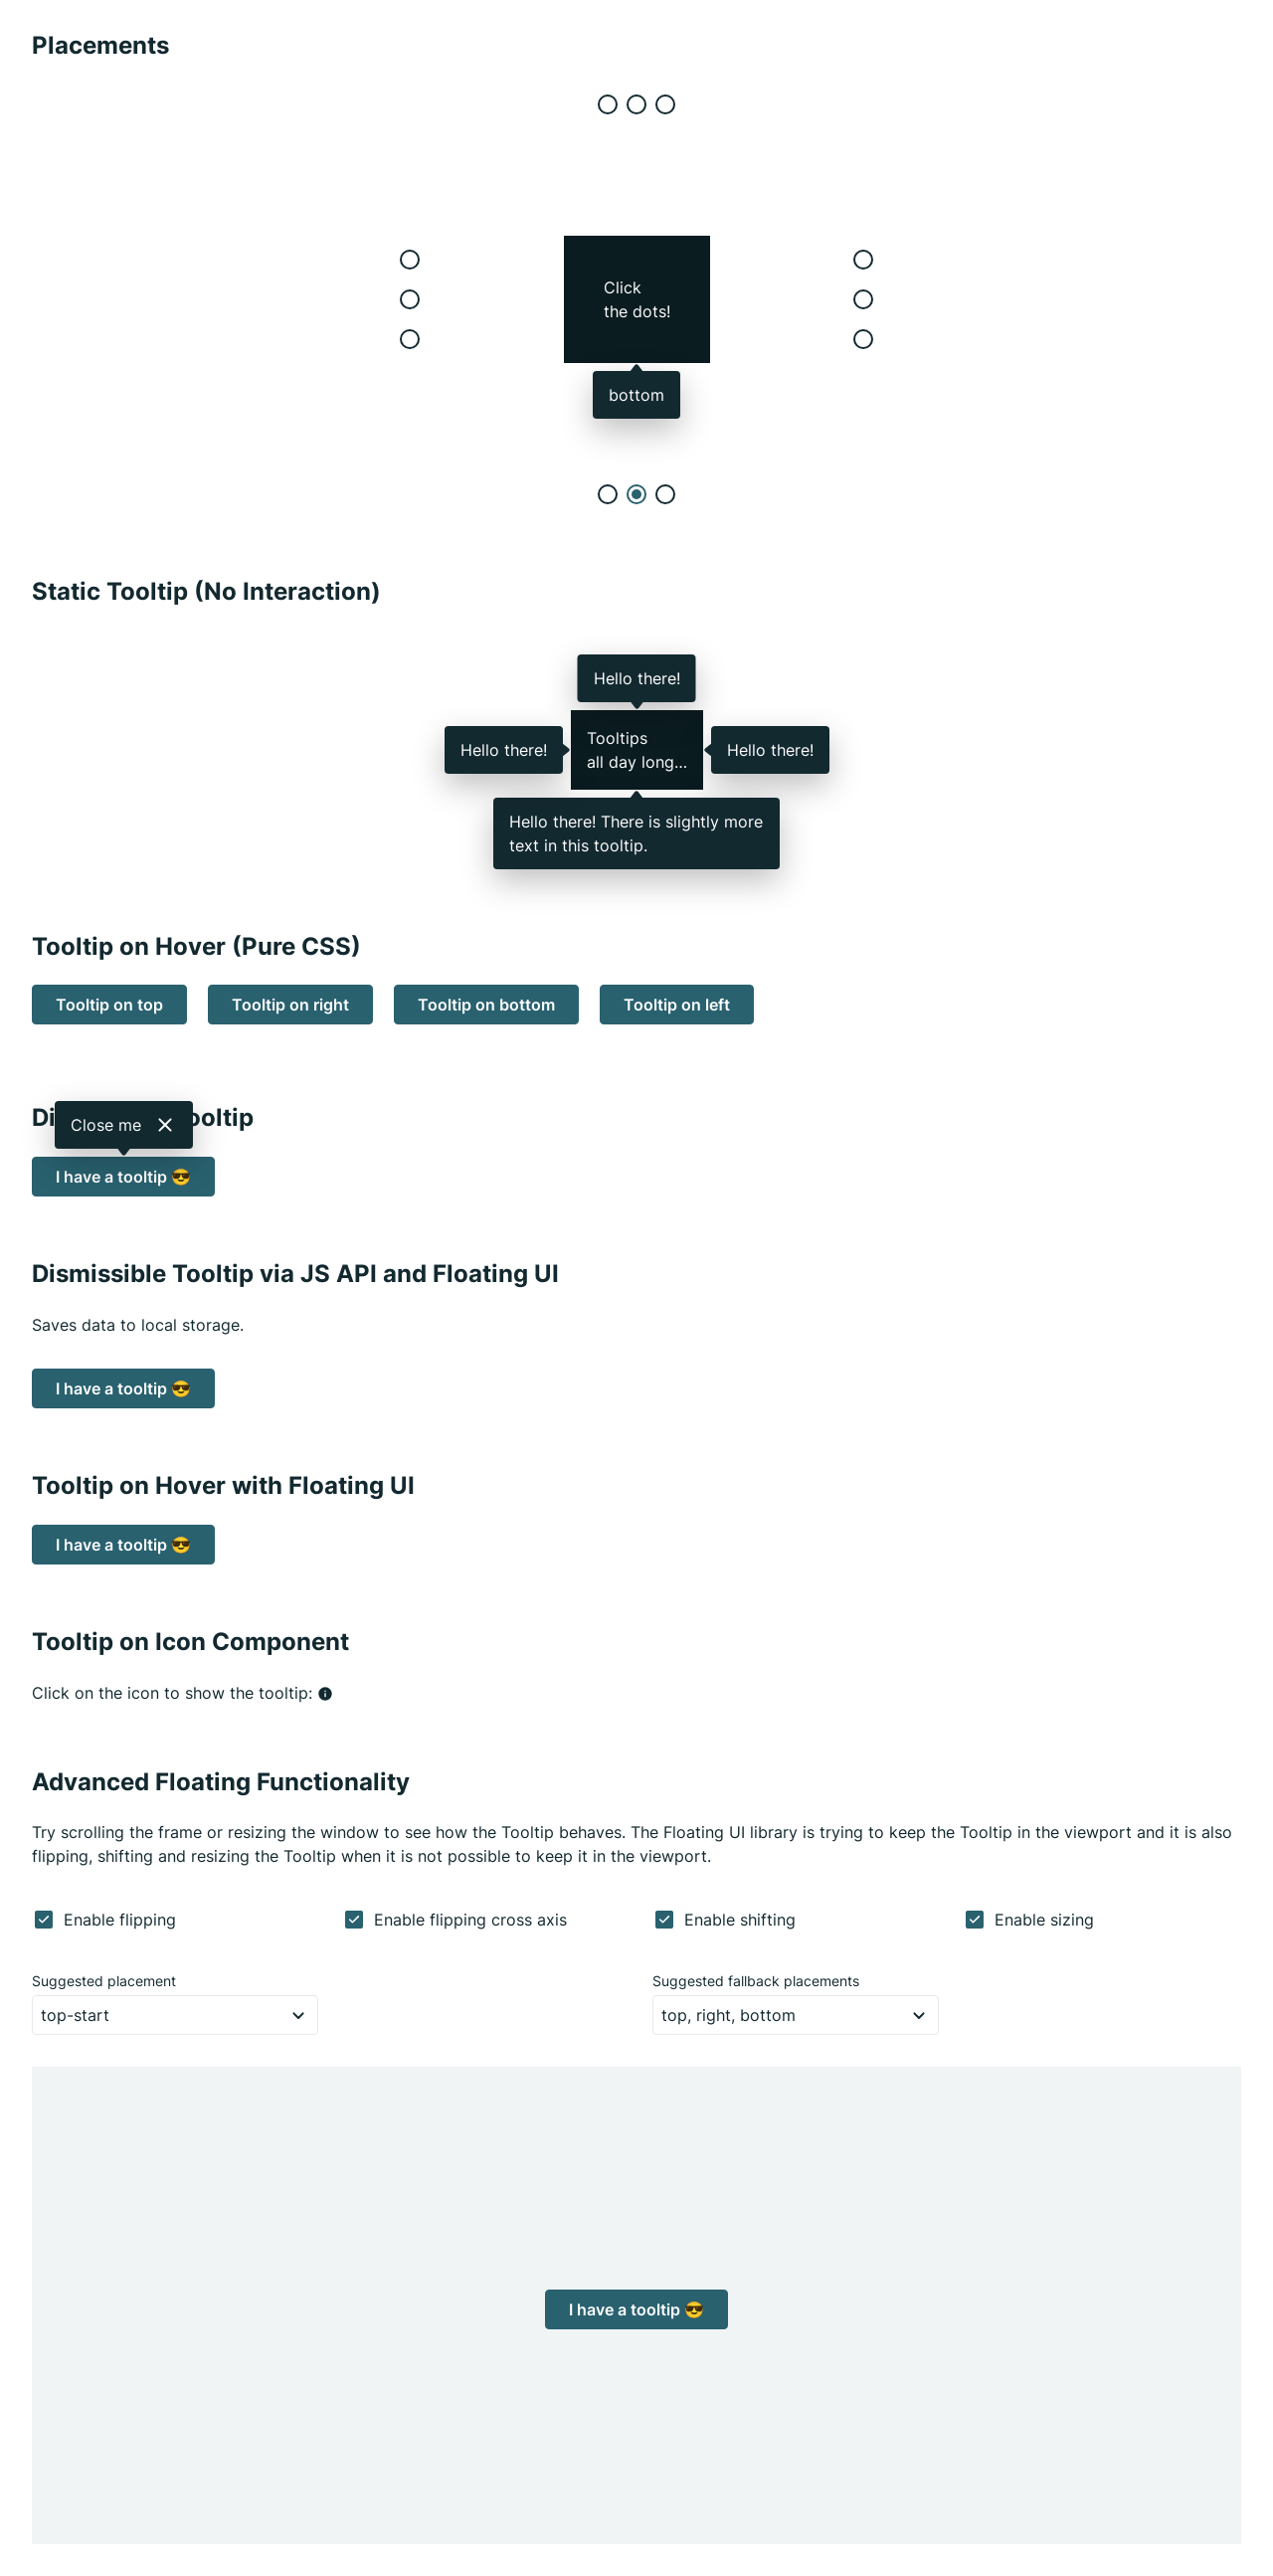 Placements
Click
the dots!
bottom
Static Tooltip (No Interaction)
Hello there!
Hello there!
Tooltips
all day long...
Hello there!
Hello there! There is slightly more
text in this tooltip.
Tooltip on Hover (Pure CSS)
Tooltip on top
Tooltip on right
Tooltip on bottom
Tooltip on left
Close me
I have a tooltip 😎
Dismissible Tooltip via JS API and Floating UI
Saves data to local storage.
I have a tooltip 😎
Tooltip on Hover with Floating UI
I have a tooltip 😎
Tooltip on Icon Component
Click on the icon to show the tooltip:
Advanced Floating Functionality
Try scrolling the frame or resizing the window to see how the Tooltip behaves. The Floating UI library is trying to keep the Tooltip in the viewport and it is also
flipping, shifting and resizing the Tooltip when it is not possible to keep it in the viewport.
Enable flipping
Enable flipping cross axis
Enable shifting
Enable sizing
Suggested placement
Suggested fallback placements
top-start
top, right, bottom
I have a tooltip 😎